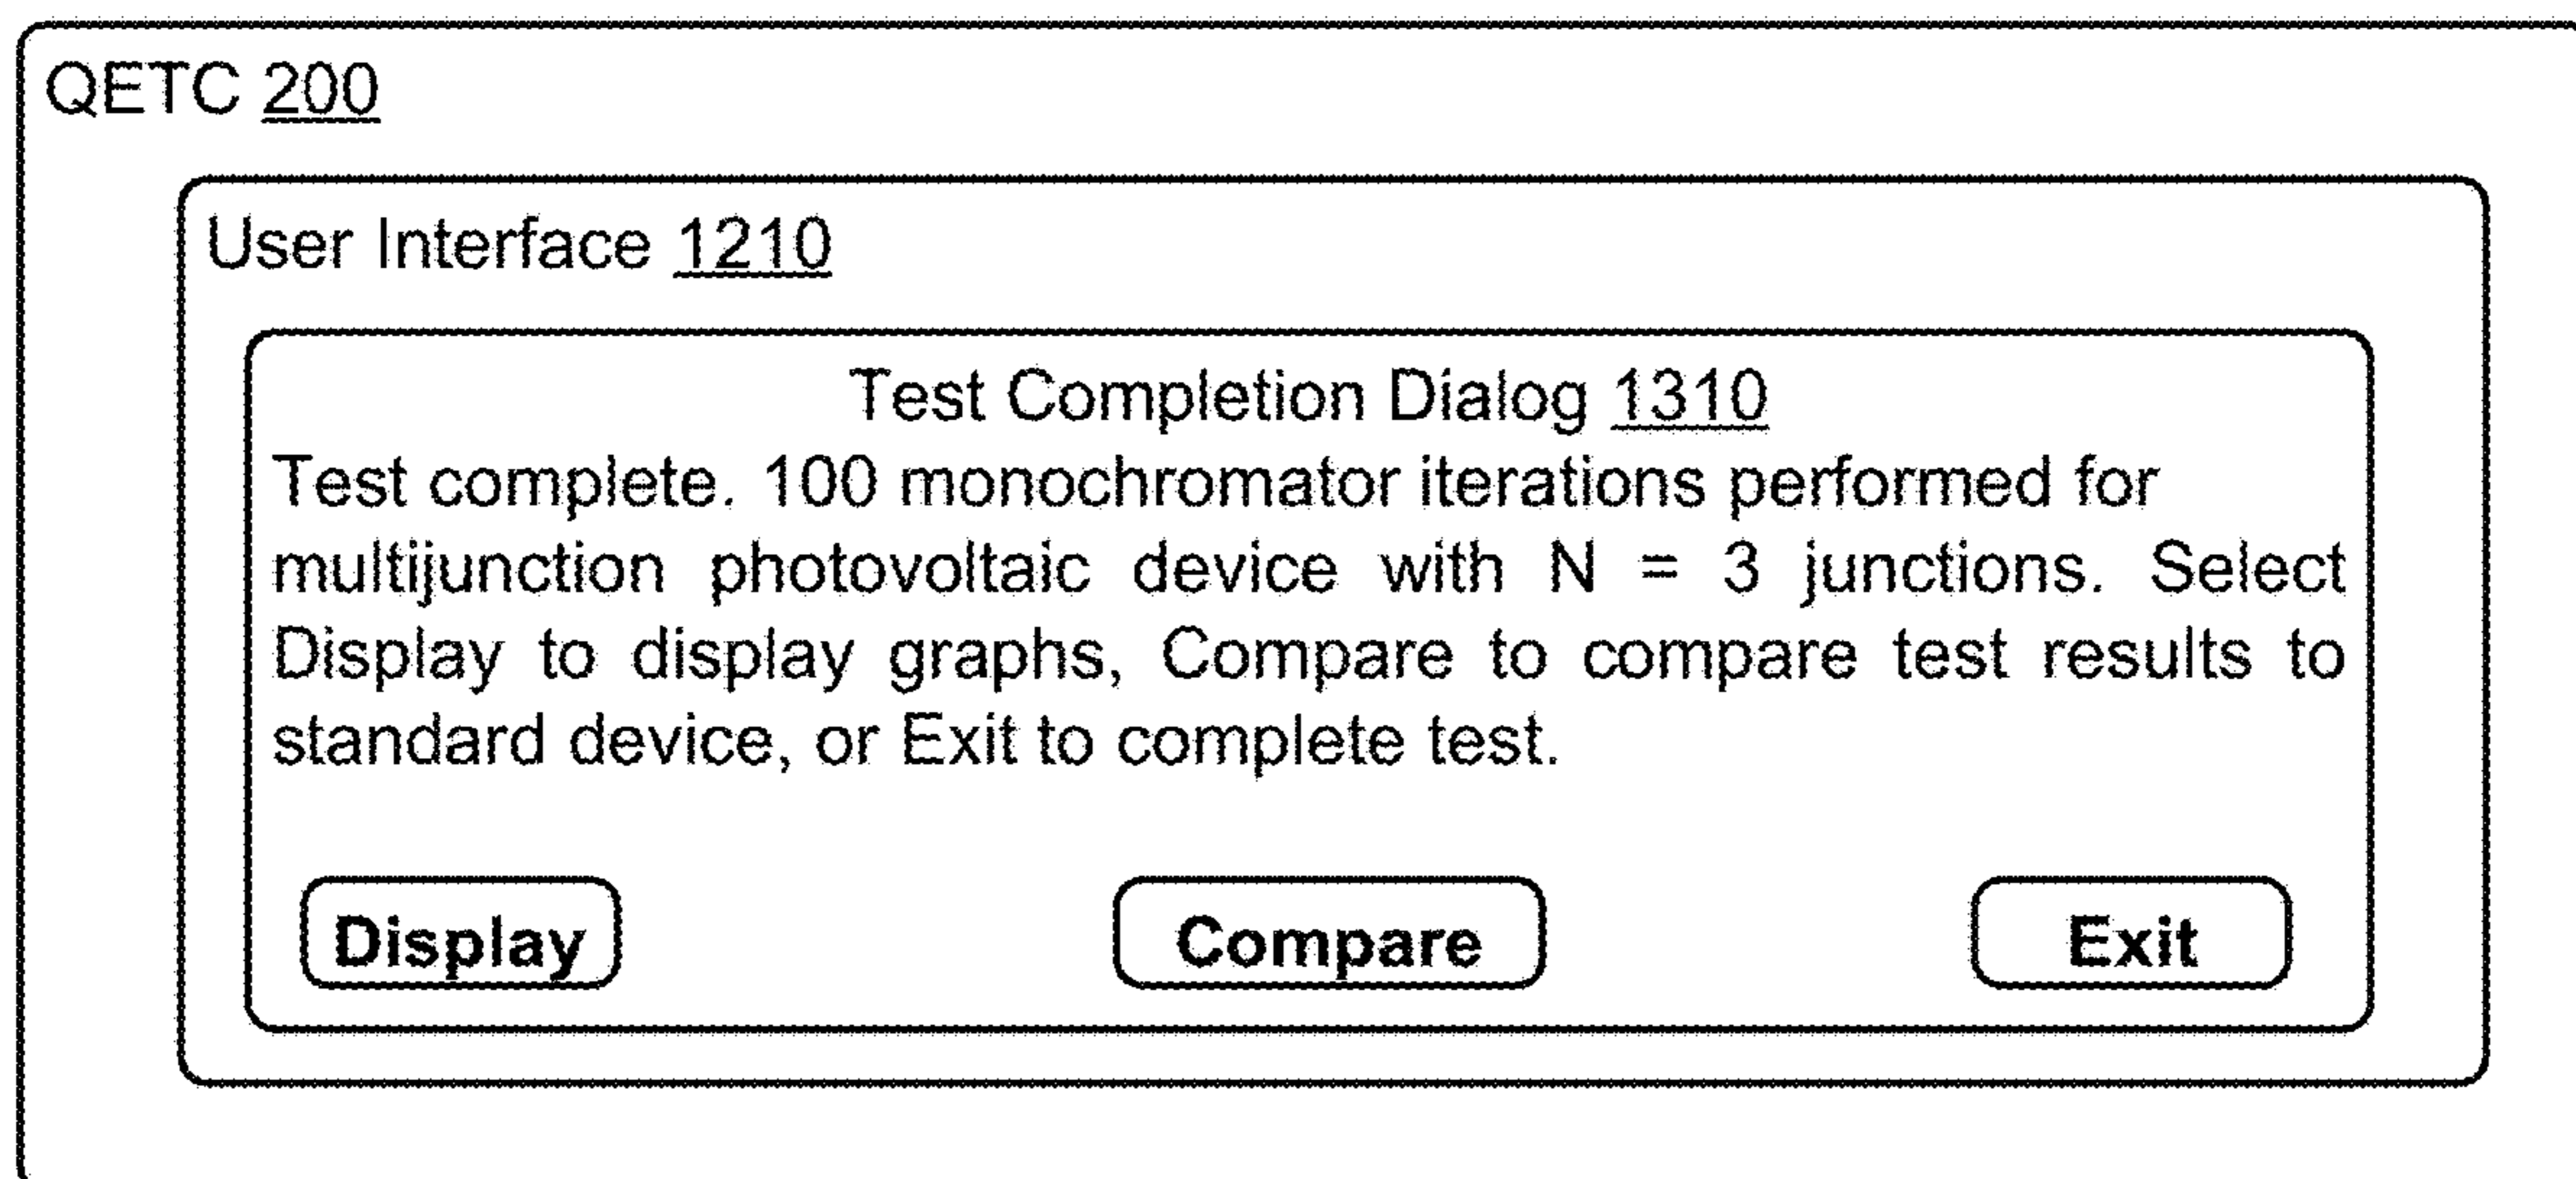 QETC 200
User Interface 1210
Test Completion Dialog 1310
Test complete. 100 monochromator iterations performed for
multijunction photovoltaic device with N = 3 junctions. Select
Display to display graphs, Compare to compare test results to
standard device, or Exit to complete test.
Display
Compare
Exit